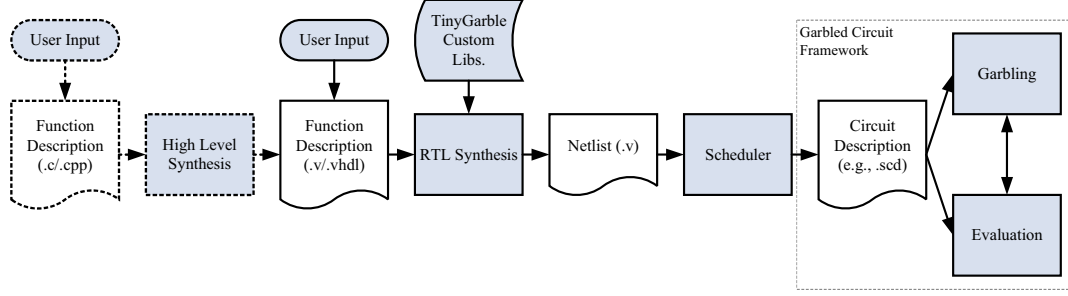 User Input
Function
Description
(.c/.cpp)
High Level
Synthesis
User Input
Function
Description
(.v/.vhdl)
TinyGarble
Custom
Libs.
RTL Synthesis
Netlist (.v)
Scheduler
Garbled Circuit
Framework
Circuit
Description
(e.g., .scd)
Garbling
Evaluation